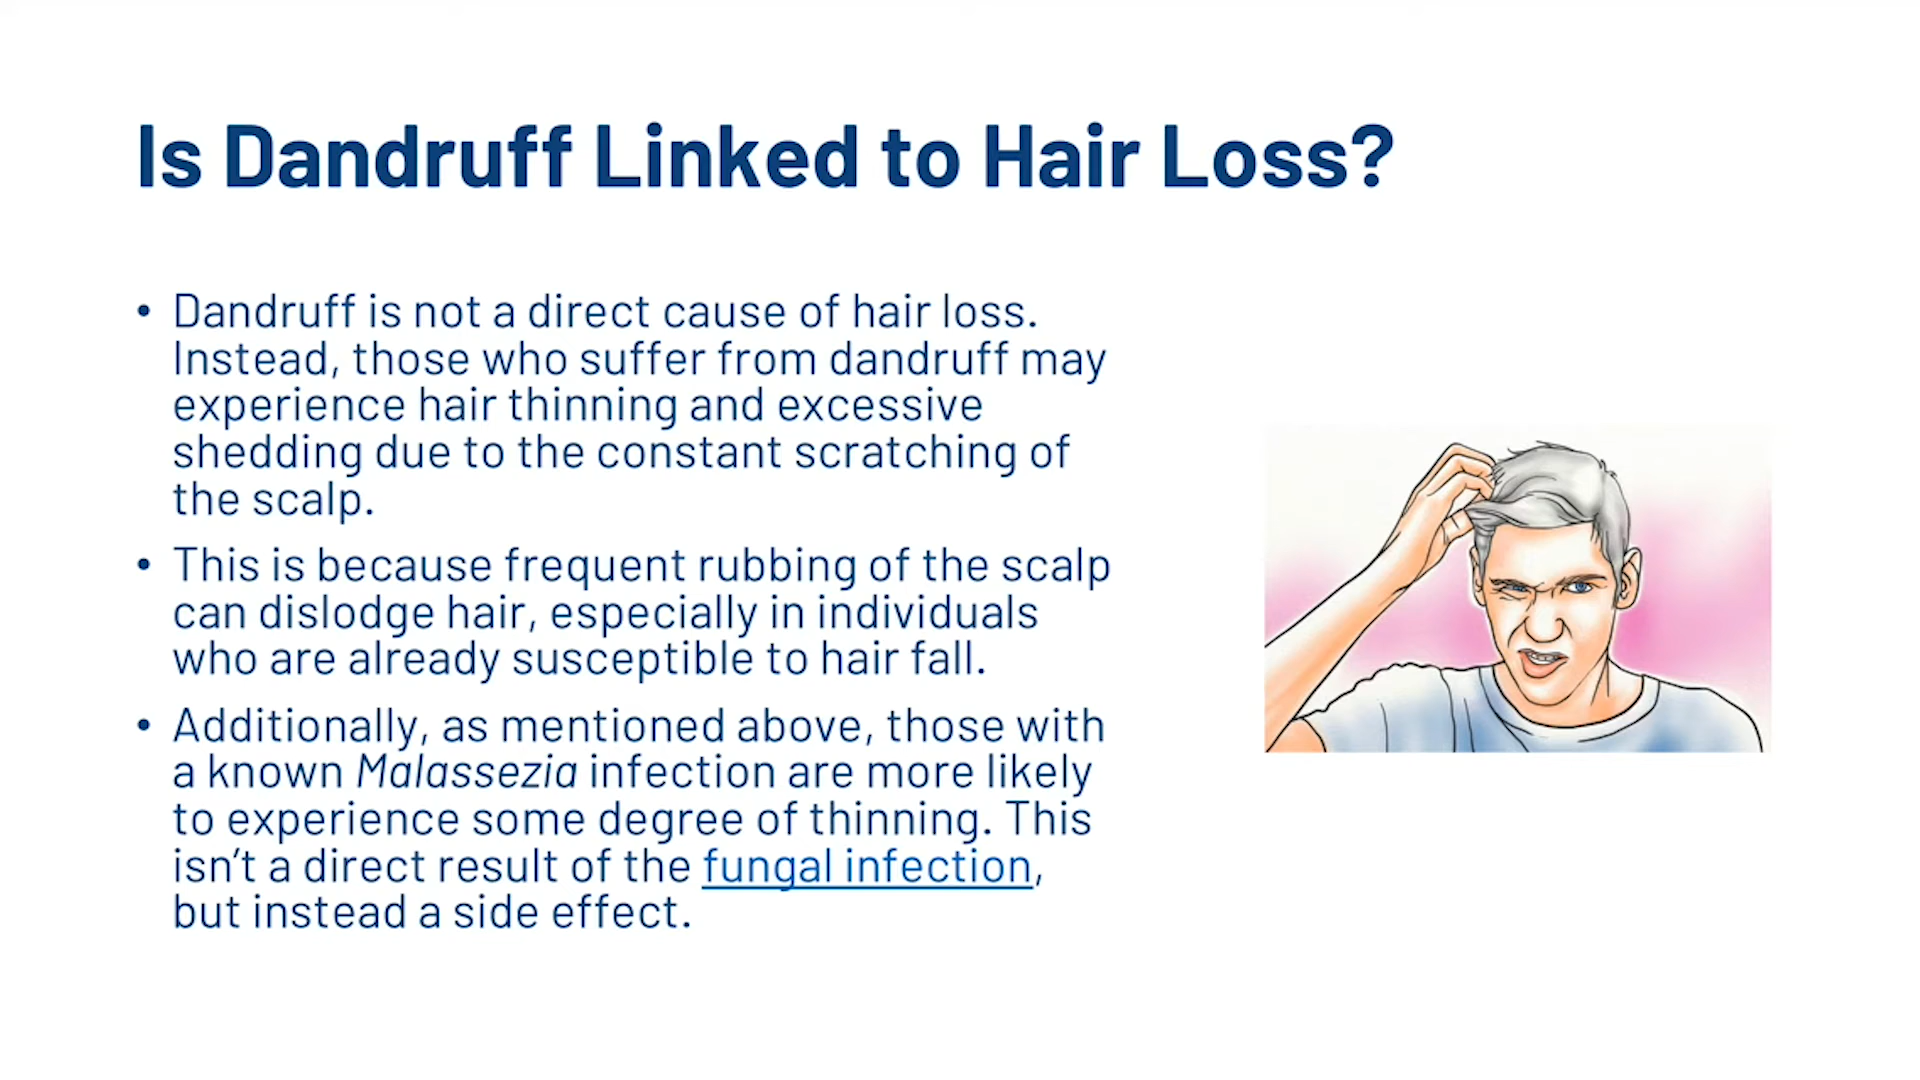 Is Dandruff Linked to Hair Loss?
• Dandruff is not a direct cause of hair loss.
Instead, those who suffer from dandruff may
experience hair thinning and excessive
shedding due to the constant scratching of
the scalp.
• This is because frequent rubbing of the scalp
can dislodge hair, especially in individuals
who are already susceptible to hair fall.
• Additionally, as mentioned above, those with
a known Malassezia infection are more likely
to experience some degree of thinning. This
isn’t a direct result of the fungal infection,
but instead a side effect.